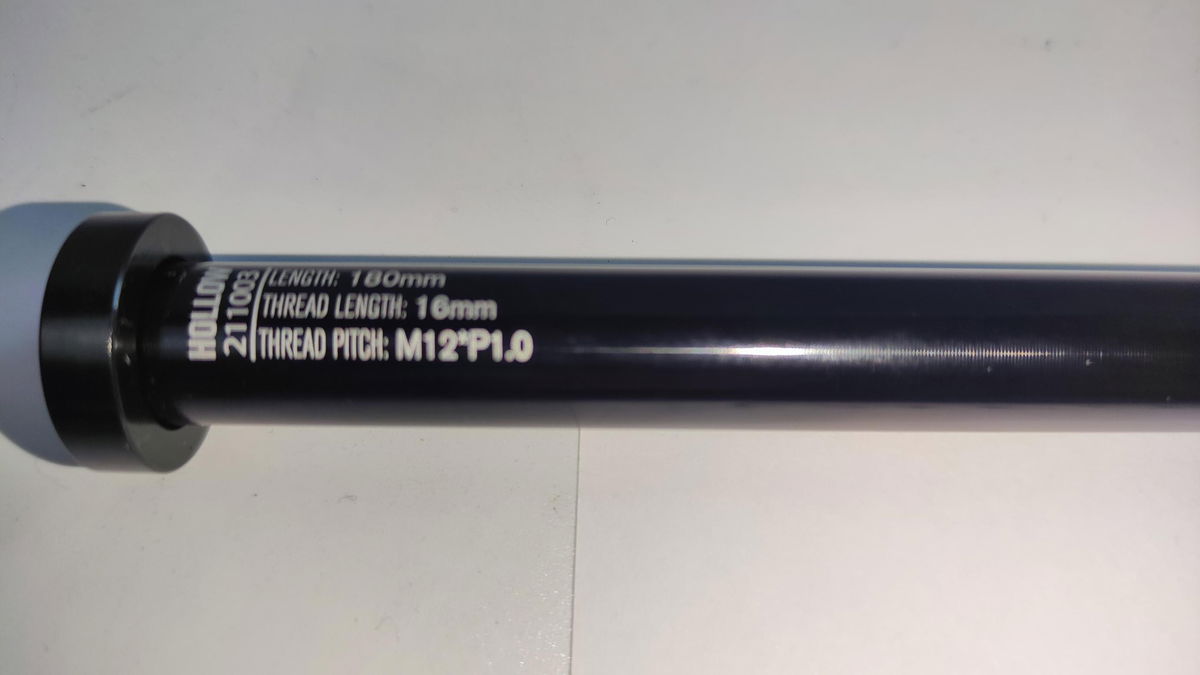 HOLLOW
211003
LENGTH: 180mm
THREAD LENGTH: 16mm
THREAD PITCH: M12*P1.0